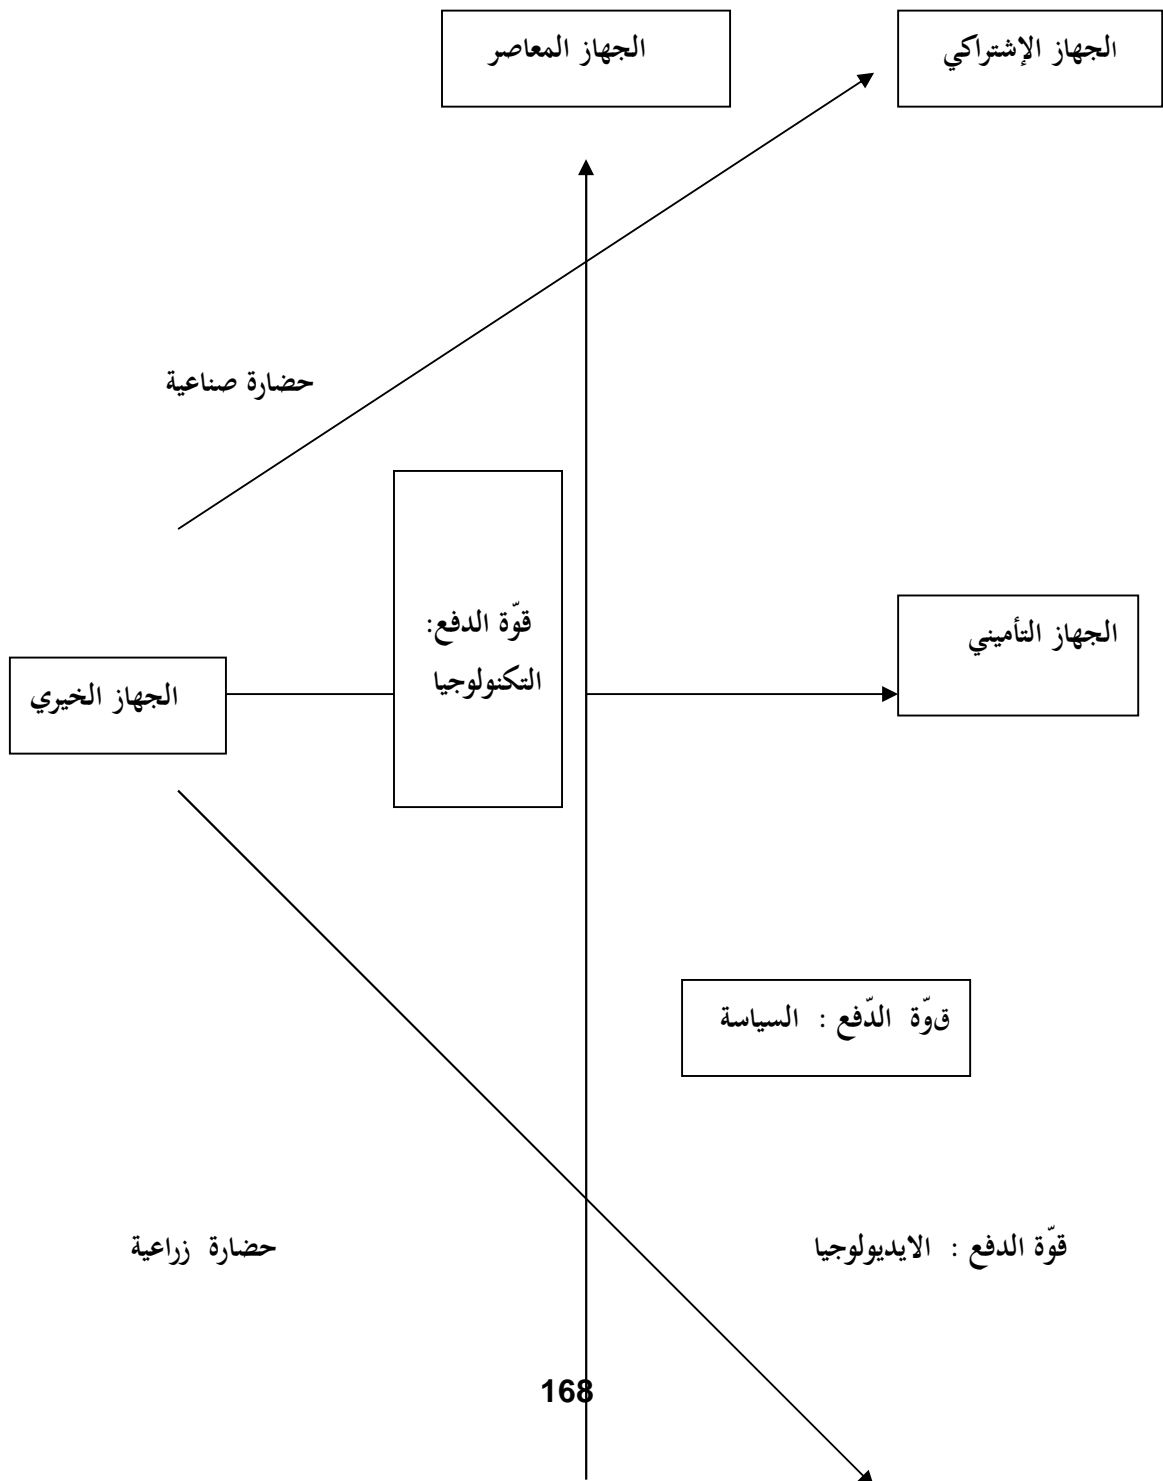 الجهاز الإشتراكي
الجهاز المعاصر
حضارة صناعية
قوّة الدفع:
التكنولوجيا
الجهاز التأميني
الجهاز الخيري
قوّة الدّفع : السياسة
قوّة الدفع : الايديولوجيا
حضارة زراعية
168